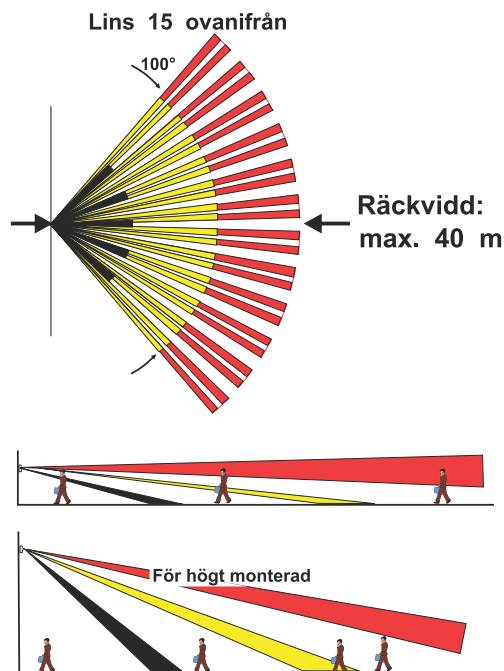 Lins 15 ovanifrån
100°
Räckvidd:
max. 40 m
För högt monterad